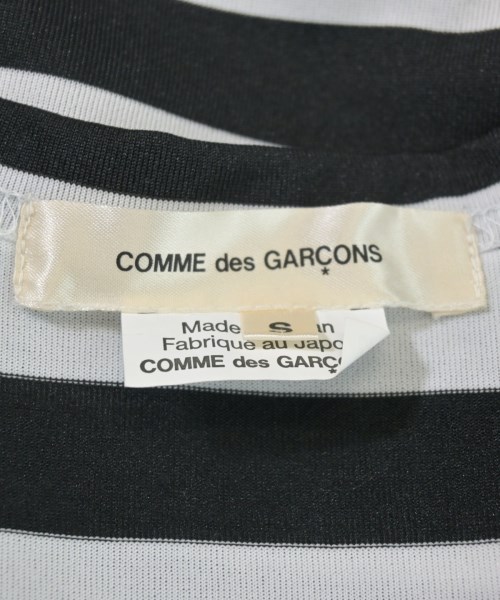 COMME des GARÇONS
*
Made S an
Fabrique au Japo
COMME des GARÇ
*